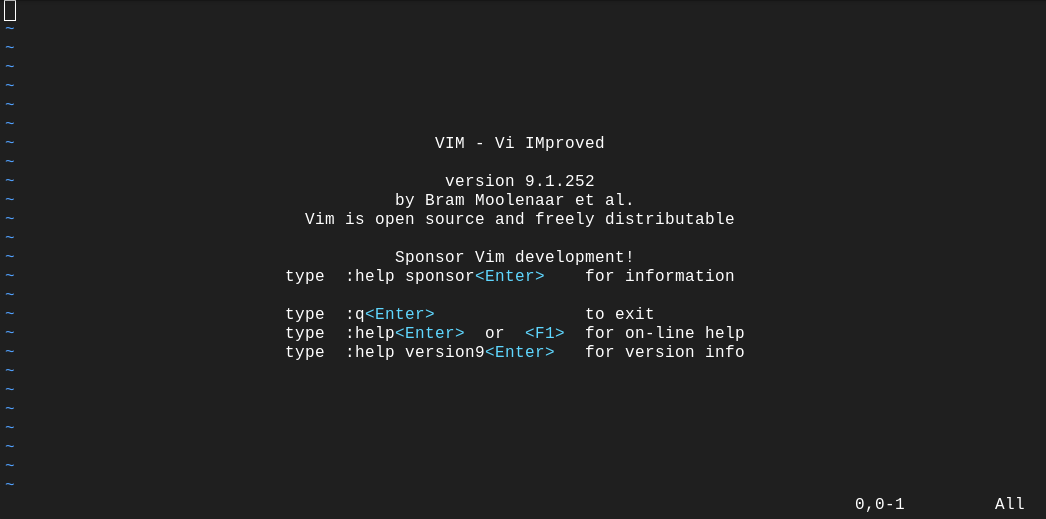 ~
~
~
~
~
~
~ VIM - Vi IMproved
~
~ version 9.1.252
~ by Bram Moolenaar et al.
~ Vim is open source and freely distributable
~
~ Sponsor Vim development!
~ type :help sponsor<Enter> for information
~
~ type :q<Enter> to exit
~ type :help<Enter> or <F1> for on-line help
~ type :help version9<Enter> for version info
~
~
~
~
~
~
~
0,0-1 All